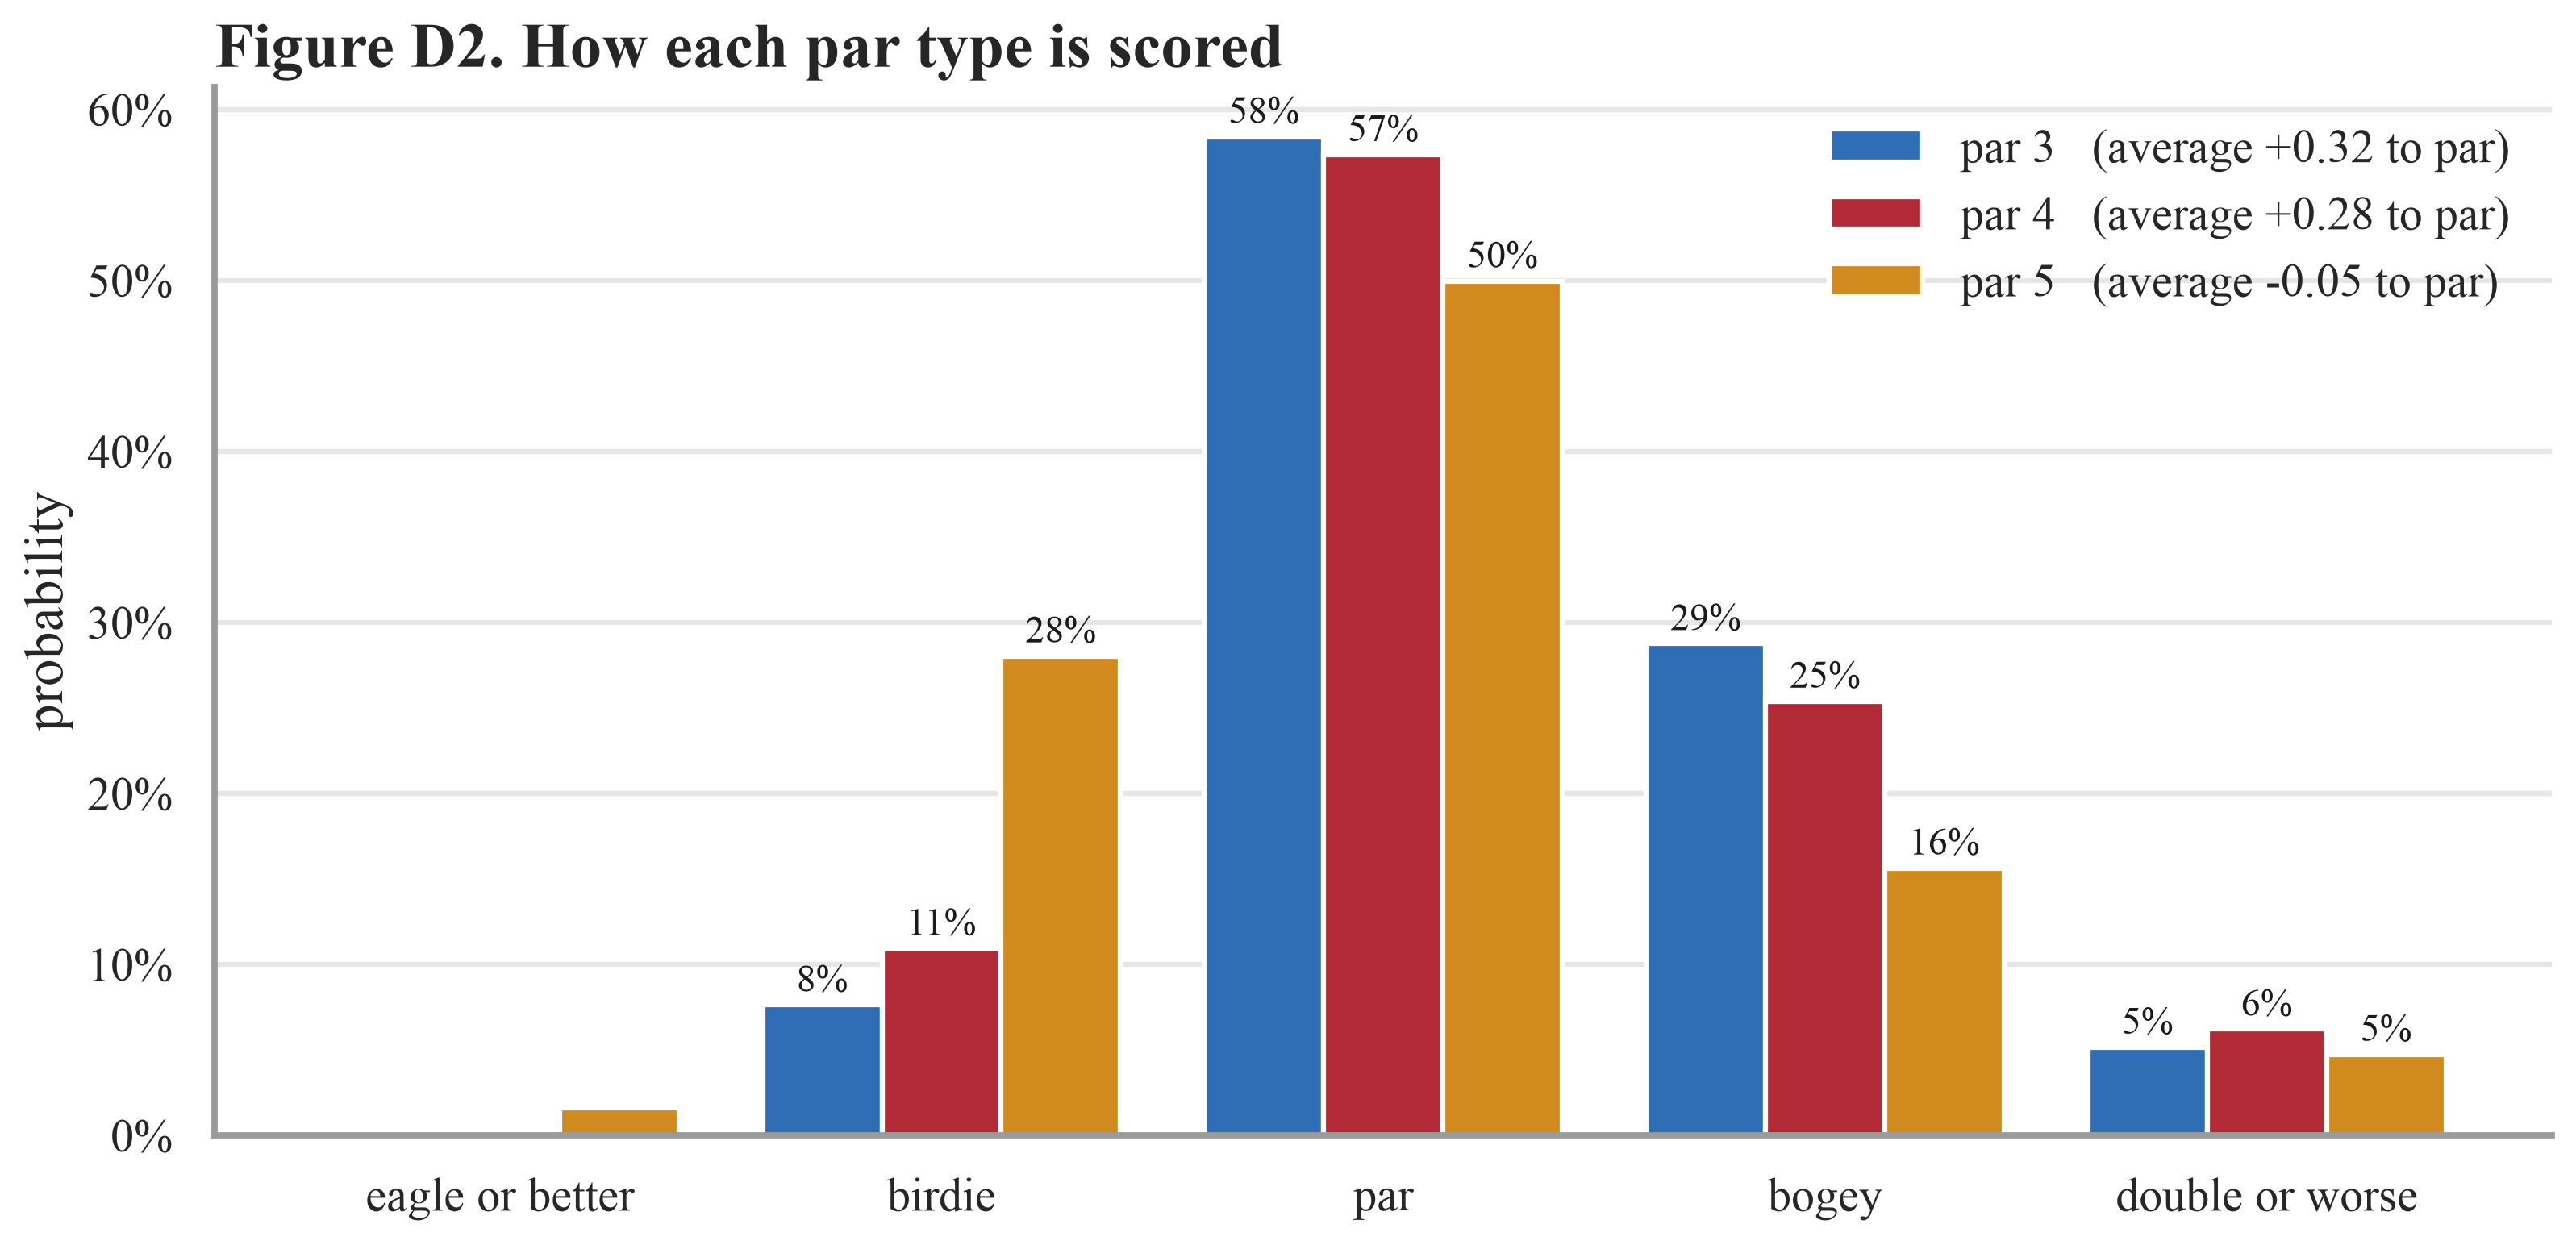 Figure D2. How each par type is scored
60%
50%
40%
30%
20%
10%
0%
probability
58%
57%
50%
28%
29%
25%
16%
8%
11%
5%
6%
5%
par 3 (average +0.32 to par)
par 4 (average +0.28 to par)
par 5 (average -0.05 to par)
eagle or better
birdie
par
bogey
double or worse